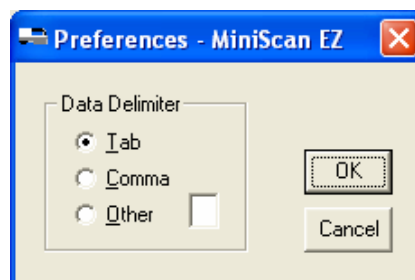 Preferences - MiniScan EZ
Data Delimiter
Tab
Comma
Other
OK
Cancel